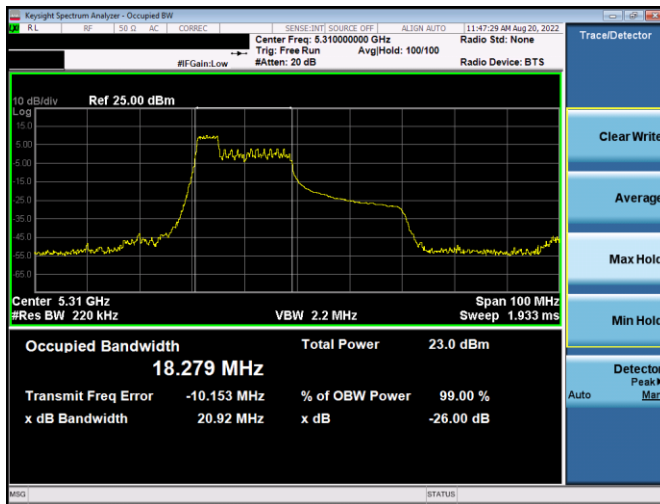 Keysight Spectrum Analyzer - Occupied BW
RL RF 50 Ω AC CORREC SENSE:INT SOURCE OFF ALIGN AUTO 11:47:29 AM Aug 20, 2022
Center Freq: 5.310000000 GHz Radio Std: None
Trig: Free Run Avg|Hold: 100/100
#IFGain:Low #Atten: 20 dB Radio Device: BTS
Trace/Detector
10 dB/div Ref 25.00 dBm
Log
15.0
5.00
-5.00
-15.0
-25.0
-35.0
-45.0
-55.0
-65.0
Center 5.31 GHz Span 100 MHz
#Res BW 220 kHz VBW 2.2 MHz Sweep 1.933 ms
Occupied Bandwidth Total Power 23.0 dBm
18.279 MHz
Transmit Freq Error -10.153 MHz % of OBW Power 99.00 %
x dB Bandwidth 20.92 MHz x dB -26.00 dB
Clear Write
Average
Max Hold
Min Hold
Detector
Peak
Auto Man
MSG STATUS